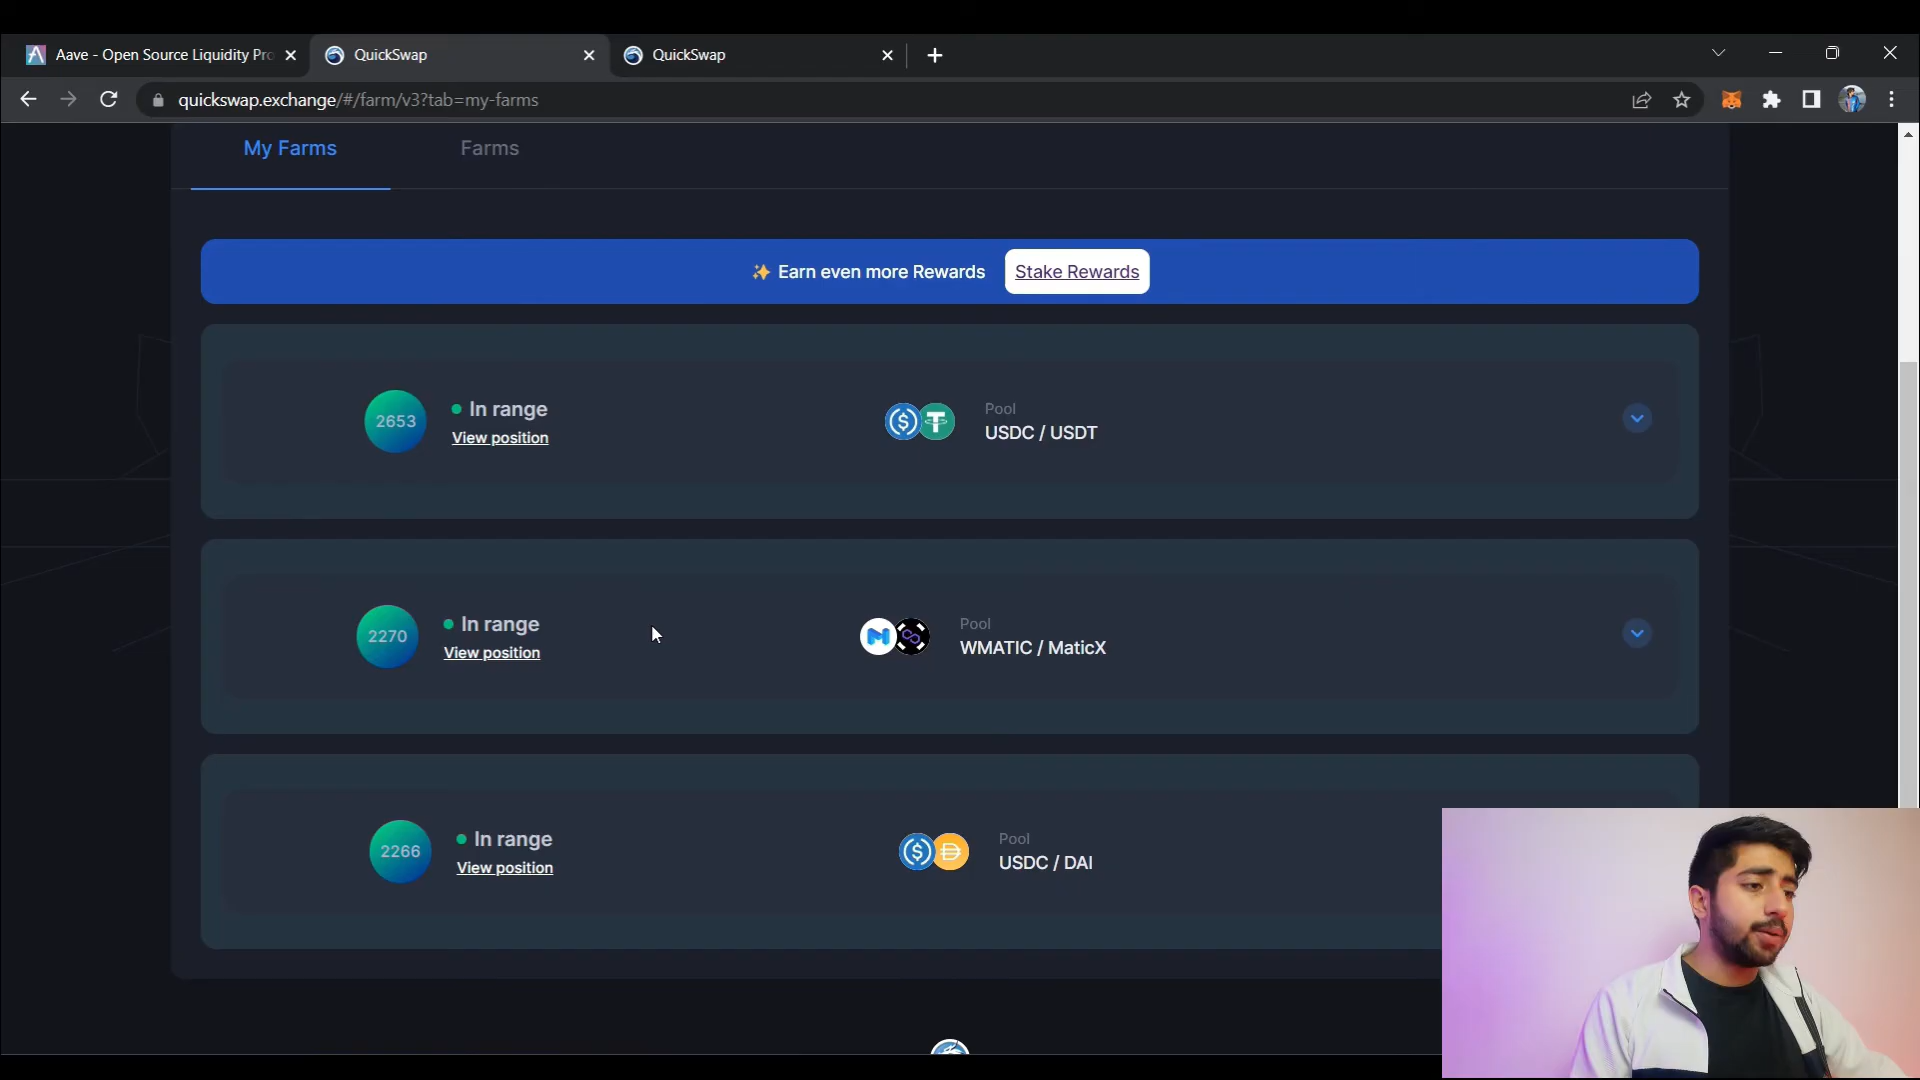 Aave - Open Source Liquidity Pro
QuickSwap
QuickSwap
quickswap.exchange/#/farm/v3?tab=my-farms
My Farms
Farms
✨ Earn even more Rewards
Stake Rewards
2653
In range
View position
Pool
USDC / USDT
2270
In range
View position
Pool
WMATIC / MaticX
2266
In range
View position
Pool
USDC / DAI